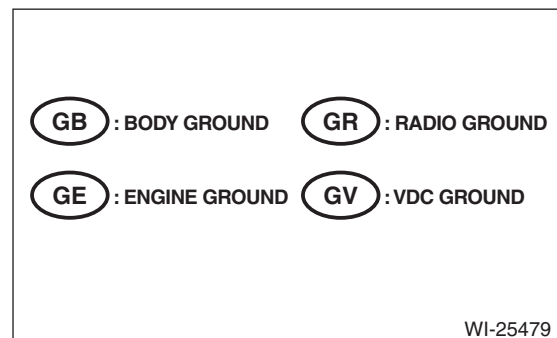 GB : BODY GROUND GR : RADIO GROUND
GE : ENGINE GROUND GV : VDC GROUND
WI-25479